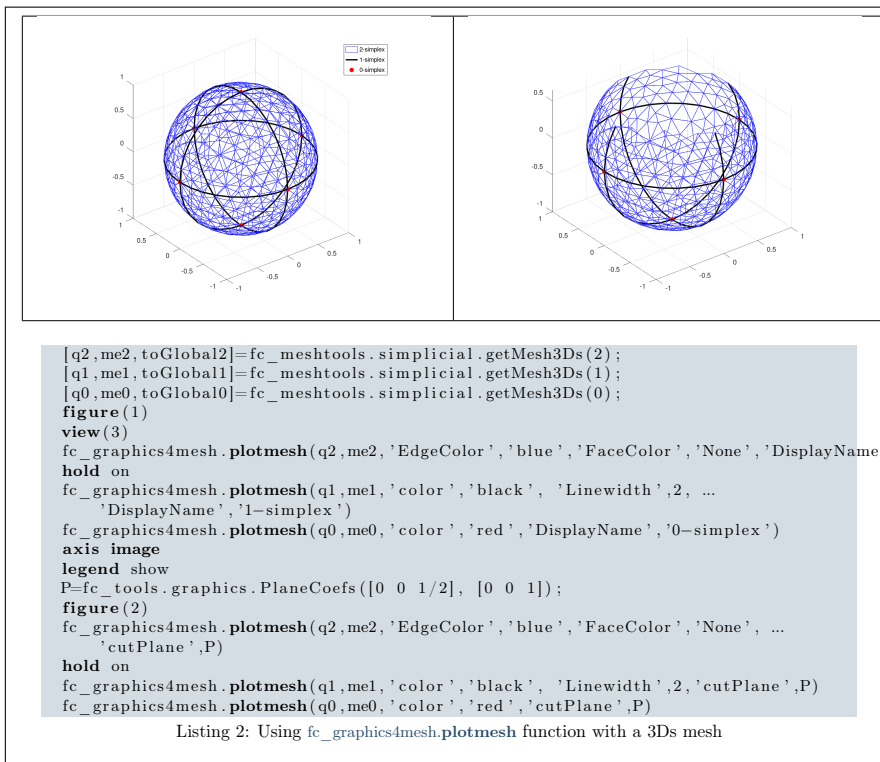 2-simplex
1-simplex
0-simplex
1
0.5
0
-0.5
-1
1
0.5
0
-0.5
-1
-1
-0.5
0
0.5
1
0.5
0
-0.5
-1
1
0.5
0
-0.5
-1
-1
-0.5
0
0.5
1
[q2,me2,toGlobal2]=fc_meshtools.simplicial.getMesh3Ds(2);
[q1,me1,toGlobal1]=fc_meshtools.simplicial.getMesh3Ds(1);
[q0,me0,toGlobal0]=fc_meshtools.simplicial.getMesh3Ds(0);
figure(1)
view(3)
fc_graphics4mesh.plotmesh(q2,me2,'EdgeColor','blue','FaceColor','None','DisplayName
hold on
fc_graphics4mesh.plotmesh(q1,me1,'color','black', 'Linewidth',2, ...
'DisplayName','1−simplex')
fc_graphics4mesh.plotmesh(q0,me0,'color','red','DisplayName','0−simplex')
axis image
legend show
P=fc_tools.graphics.PlaneCoefs([0 0 1/2], [0 0 1]);
figure(2)
fc_graphics4mesh.plotmesh(q2,me2,'EdgeColor','blue','FaceColor','None', ...
'cutPlane',P)
hold on
fc_graphics4mesh.plotmesh(q1,me1,'color','black', 'Linewidth',2,'cutPlane',P)
fc_graphics4mesh.plotmesh(q0,me0,'color','red','cutPlane',P)
Listing 2: Using fc_graphics4mesh.plotmesh function with a 3Ds mesh